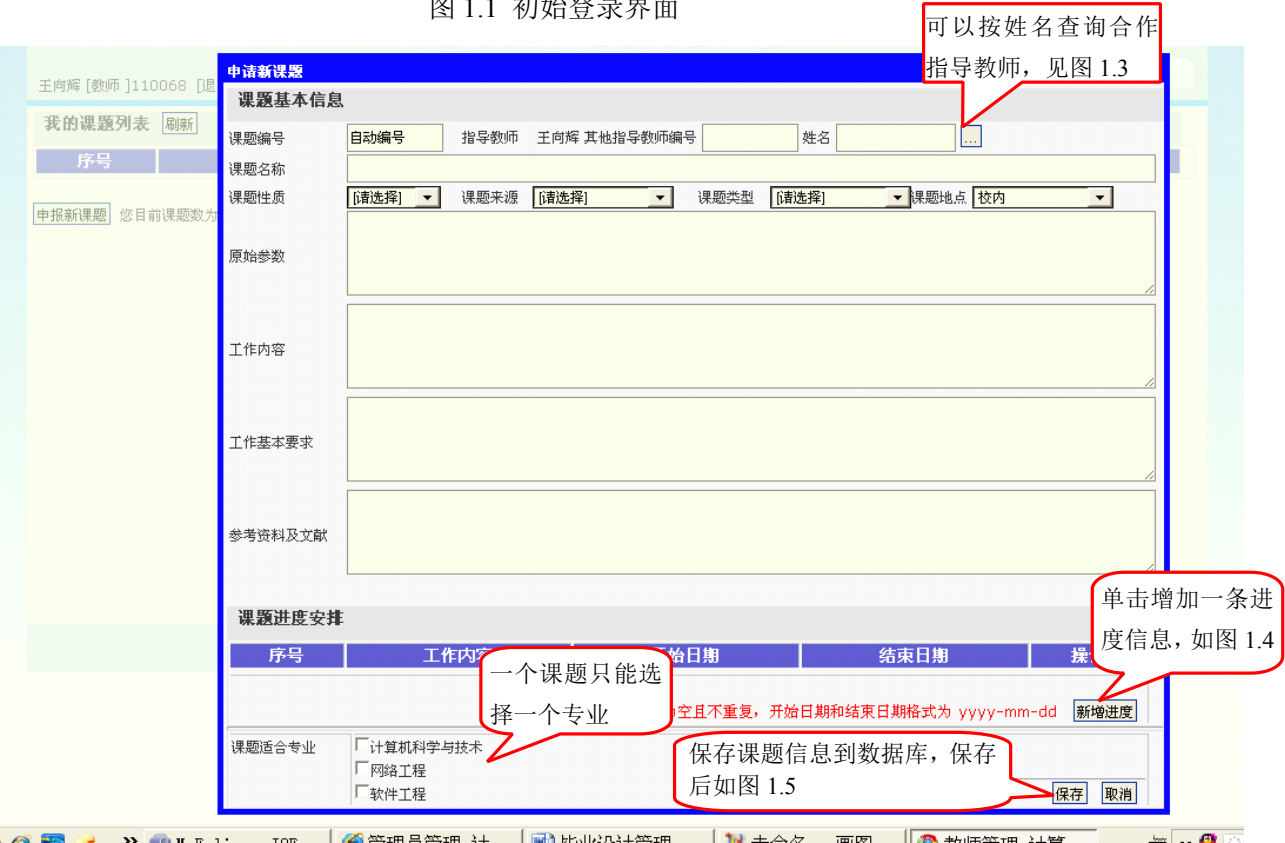 图 1.1 初始登录界面
可以按姓名查询合作
指导教师，见图 1.3
王向辉 [教师 ]110068 [退
申请新课题
课题基本信息
我的课题列表 刷新
课题编号 自动编号 指导教师 王向辉 其他指导教师编号 姓名 ...
序号
课题名称
课题性质 [请选择] 课题来源 [请选择] 课题类型 [请选择] 课题地点 校内
申报新课题 您目前课题数为
原始参数
工作内容
工作基本要求
参考资料及文献
单击增加一条进
度信息，如图 1.4
课题进度安排
序号 工作内 始日期 结束日期 操
一个课题只能选
择一个专业
空且不重复，开始日期和结束日期格式为 yyyy-mm-dd 新增进度
课题适合专业 计算机科学与技术
网络工程
软件工程
保存课题信息到数据库，保存
后如图 1.5
保存 取消
管理员管理 计 毕业设计管理 未命名 画图 教师管理 计算